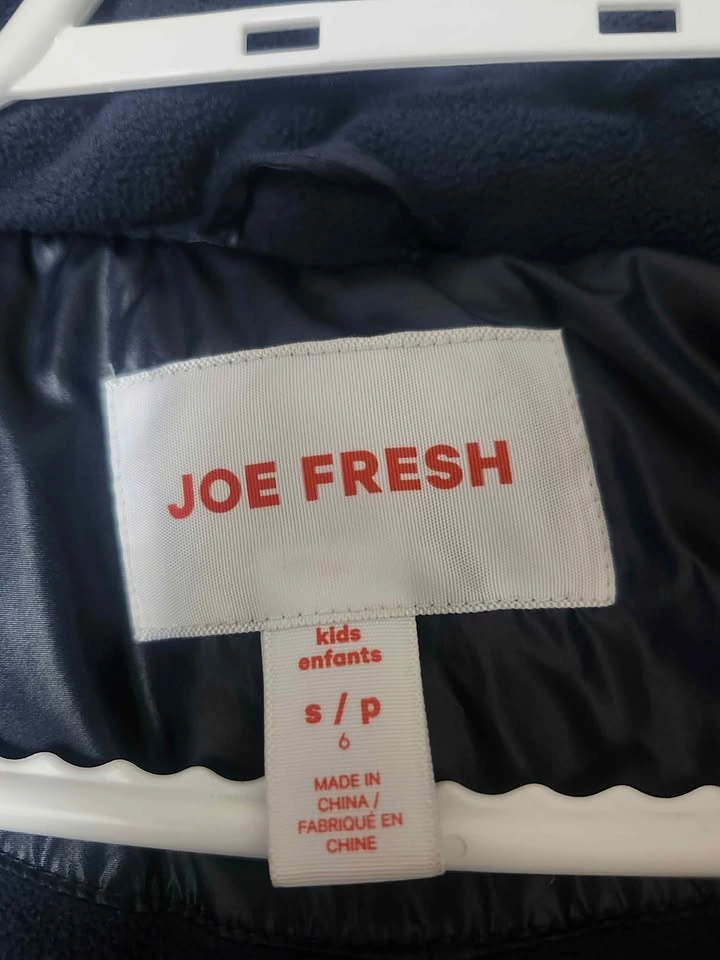 JOE FRESH
kids
enfants
s / p
6
MADE IN
CHINA /
FABRIQUÉ EN
CHINE